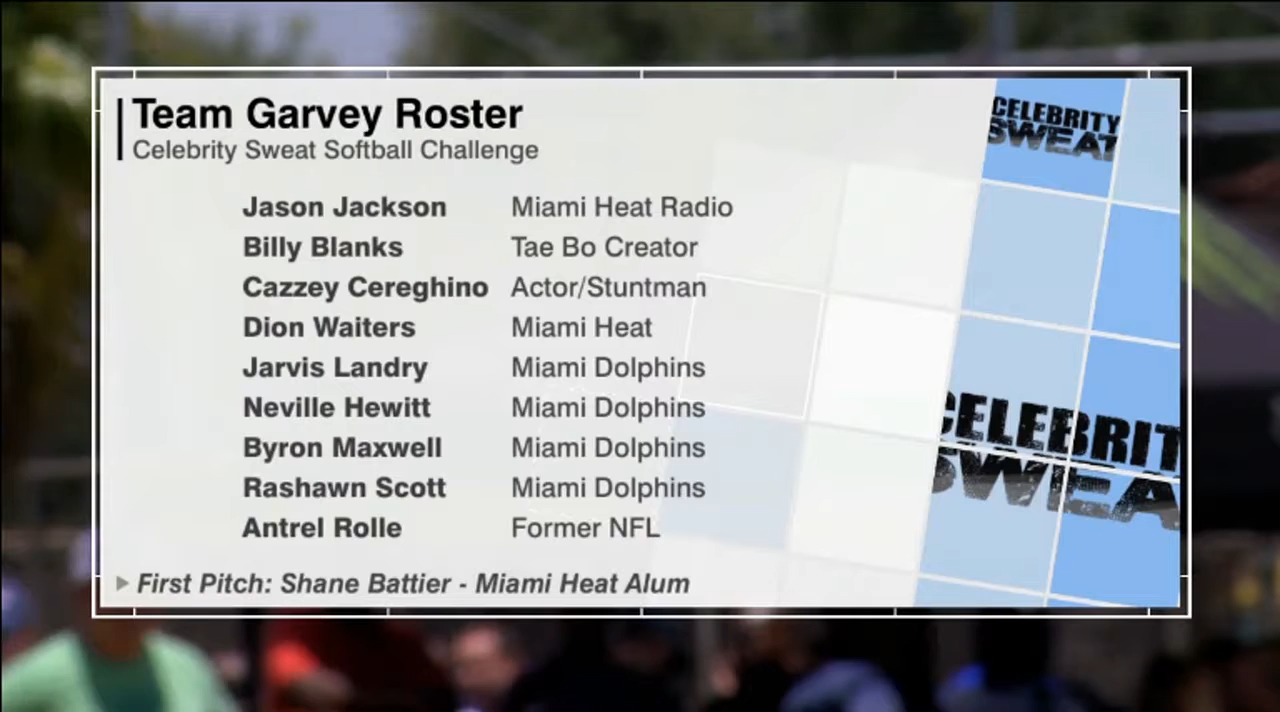 Team Garvey Roster
Celebrity Sweat Softball Challenge
CELEBRITY
SWEAT
Jason Jackson Miami Heat Radio
Billy Blanks Tae Bo Creator
Cazzey Cereghino Actor/Stuntman
Dion Waiters Miami Heat
Jarvis Landry Miami Dolphins
Neville Hewitt Miami Dolphins
Byron Maxwell Miami Dolphins
Rashawn Scott Miami Dolphins
Antrel Rolle Former NFL
CELEBRIT
SWEA
First Pitch: Shane Battier - Miami Heat Alum